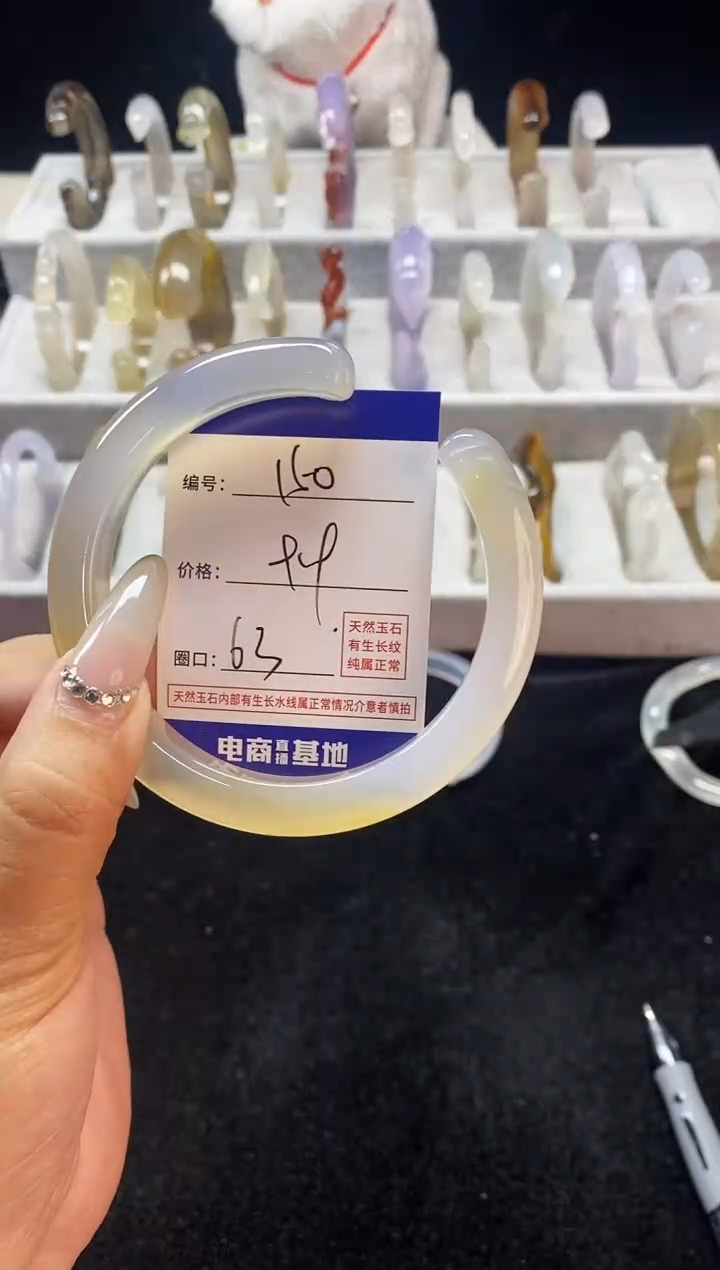 编号: 150
价格:
圈口: 63
天然玉石
有生长纹
纯属正常
天然玉石内部有生长水线属正常情况介意者慎拍
电商直播基地